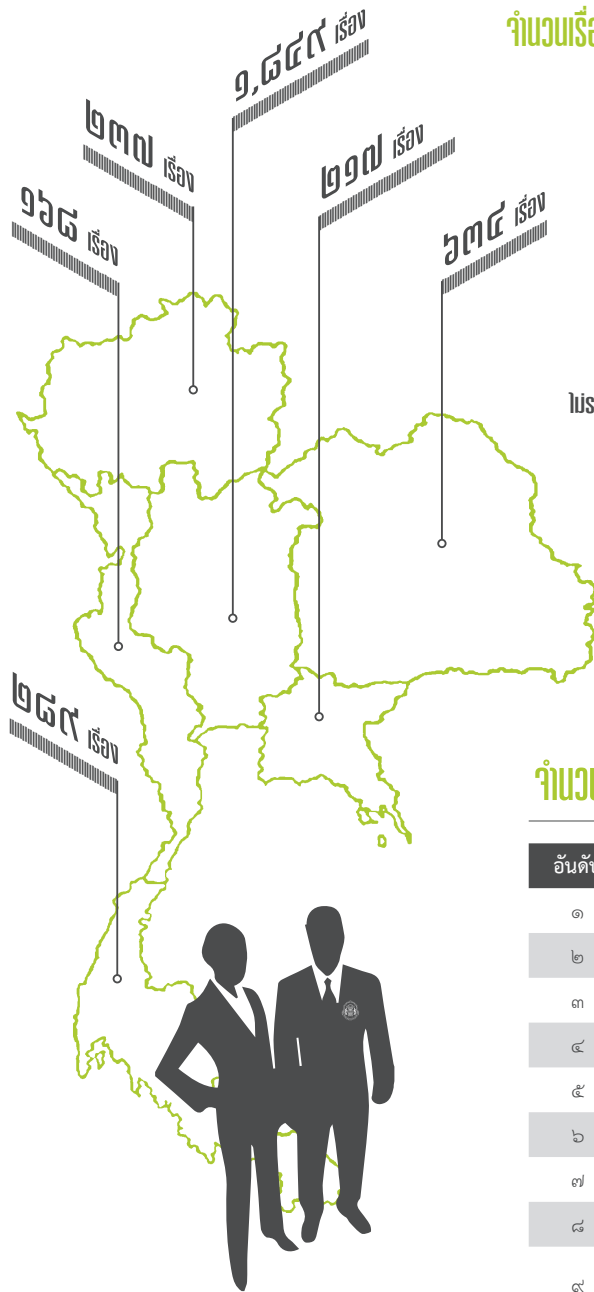 จำนวนเรื่อ
๑,๘๔๙ เรื่อง
๒๓๗ เรื่อง
๒๑๗ เรื่อง
๑๖๘ เรื่อง
๖๓๔ เรื่อง
ไม่ร
๒๘๙ เรื่อง
จำนวน
อันดับ
๑
๒
๓
๔
๕
๖
๗
๘
๙